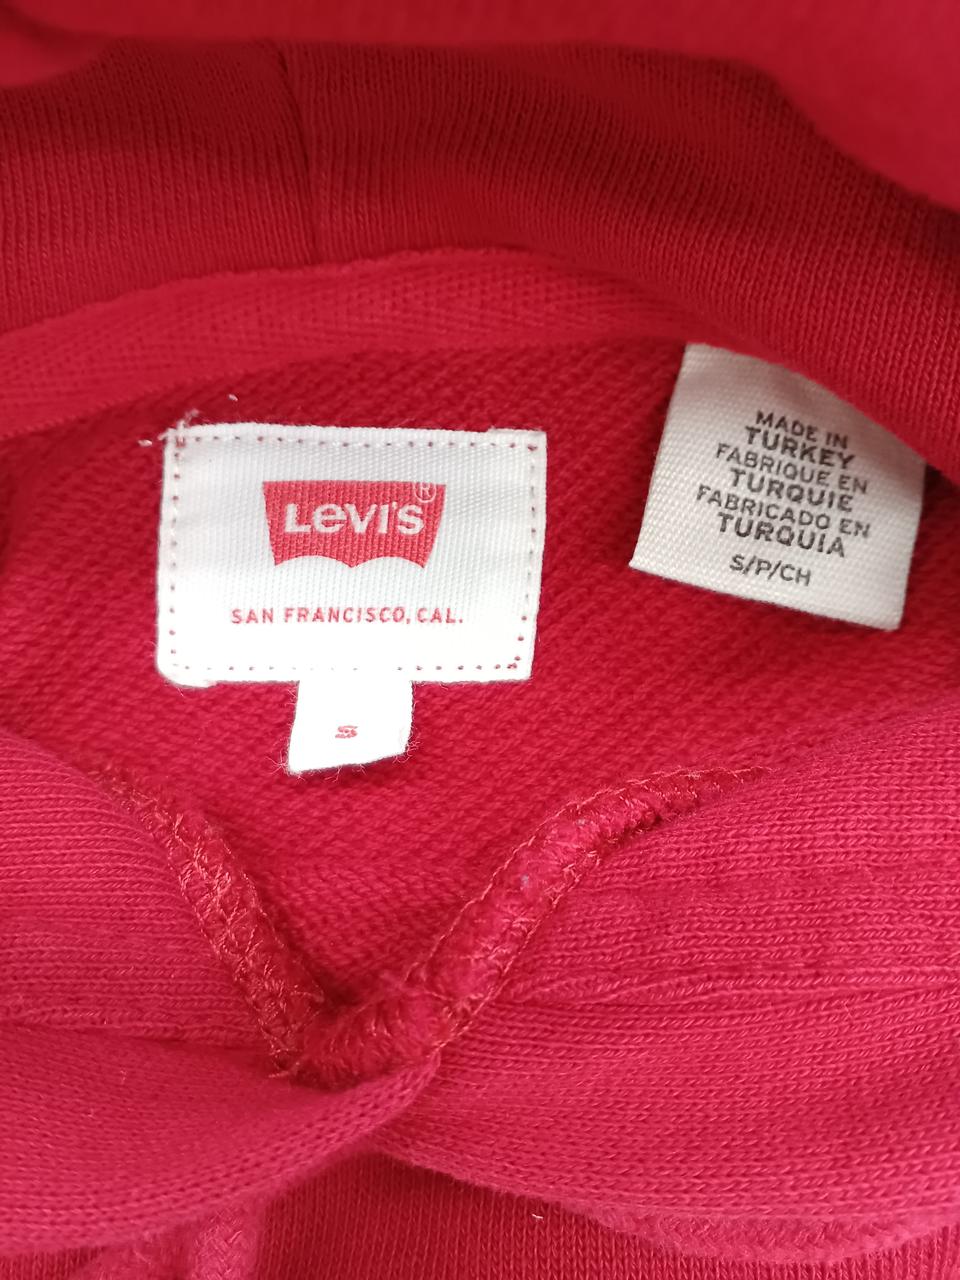 LEVI'S®
SAN FRANCISCO, CAL.
S
MADE IN
TURKEY
FABRIQUE EN
TURQUIE
FABRICADO EN
TURQUIA
S/P/CH